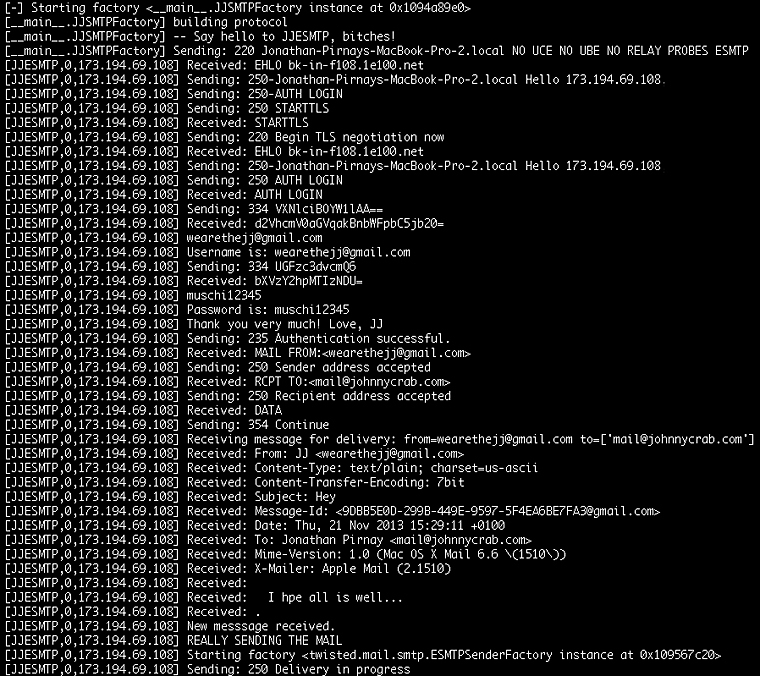 [-] Starting factory <__main__.JJSMTPFactory instance at 0x1094a89e0>
[__main__.JJSMTPFactory] building protocol
[__main__.JJSMTPFactory] -- Say hello to JJESMTP, bitches!
[__main__.JJSMTPFactory] Sending: 220 Jonathan-Pirnays-MacBook-Pro-2.local NO UCE NO UBE NO RELAY PROBES ESMTP
[JJESMTP,0,173.194.69.108] Received: EHLO bk-in-f108.1e100.net
[JJESMTP,0,173.194.69.108] Sending: 250-Jonathan-Pirnays-MacBook-Pro-2.local Hello 173.194.69.108
[JJESMTP,0,173.194.69.108] Sending: 250-AUTH LOGIN
[JJESMTP,0,173.194.69.108] Sending: 250 STARTTLS
[JJESMTP,0,173.194.69.108] Received: STARTTLS
[JJESMTP,0,173.194.69.108] Sending: 220 Begin TLS negotiation now
[JJESMTP,0,173.194.69.108] Received: EHLO bk-in-f108.1e100.net
[JJESMTP,0,173.194.69.108] Sending: 250-Jonathan-Pirnays-MacBook-Pro-2.local Hello 173.194.69.108
[JJESMTP,0,173.194.69.108] Sending: 250 AUTH LOGIN
[JJESMTP,0,173.194.69.108] Received: AUTH LOGIN
[JJESMTP,0,173.194.69.108] Sending: 334 VXNlciBOYW1lAA==
[JJESMTP,0,173.194.69.108] Received: d2VhcmV0aGVqakBnbWFpbC5jb20=
[JJESMTP,0,173.194.69.108] wearethejj@gmail.com
[JJESMTP,0,173.194.69.108] Username is: wearethejj@gmail.com
[JJESMTP,0,173.194.69.108] Sending: 334 UGFzc3dvcmQ6
[JJESMTP,0,173.194.69.108] Received: bXVzY2hpMTIzNDU=
[JJESMTP,0,173.194.69.108] muschi12345
[JJESMTP,0,173.194.69.108] Password is: muschi12345
[JJESMTP,0,173.194.69.108] Thank you very much! Love, JJ
[JJESMTP,0,173.194.69.108] Sending: 235 Authentication successful.
[JJESMTP,0,173.194.69.108] Received: MAIL FROM:<wearethejj@gmail.com>
[JJESMTP,0,173.194.69.108] Sending: 250 Sender address accepted
[JJESMTP,0,173.194.69.108] Received: RCPT TO:<mail@johnnycrab.com>
[JJESMTP,0,173.194.69.108] Sending: 250 Recipient address accepted
[JJESMTP,0,173.194.69.108] Received: DATA
[JJESMTP,0,173.194.69.108] Sending: 354 Continue
[JJESMTP,0,173.194.69.108] Receiving message for delivery: from=wearethejj@gmail.com to=['mail@johnnycrab.com']
[JJESMTP,0,173.194.69.108] Received: From: JJ <wearethejj@gmail.com>
[JJESMTP,0,173.194.69.108] Received: Content-Type: text/plain; charset=us-ascii
[JJESMTP,0,173.194.69.108] Received: Content-Transfer-Encoding: 7bit
[JJESMTP,0,173.194.69.108] Received: Subject: Hey
[JJESMTP,0,173.194.69.108] Received: Message-Id: <9DBB5E0D-299B-449E-9597-5F4EA6BE7FA3@gmail.com>
[JJESMTP,0,173.194.69.108] Received: Date: Thu, 21 Nov 2013 15:29:11 +0100
[JJESMTP,0,173.194.69.108] Received: To: Jonathan Pirnay <mail@johnnycrab.com>
[JJESMTP,0,173.194.69.108] Received: Mime-Version: 1.0 (Mac OS X Mail 6.6 \(1510\))
[JJESMTP,0,173.194.69.108] Received: X-Mailer: Apple Mail (2.1510)
[JJESMTP,0,173.194.69.108] Received:
[JJESMTP,0,173.194.69.108] Received:   I hpe all is well...
[JJESMTP,0,173.194.69.108] Received: .
[JJESMTP,0,173.194.69.108] New messsage received.
[JJESMTP,0,173.194.69.108] REALLY SENDING THE MAIL
[JJESMTP,0,173.194.69.108] Starting factory <twisted.mail.smtp.ESMTPSenderFactory instance at 0x109567c20>
[JJESMTP,0,173.194.69.108] Sending: 250 Delivery in progress